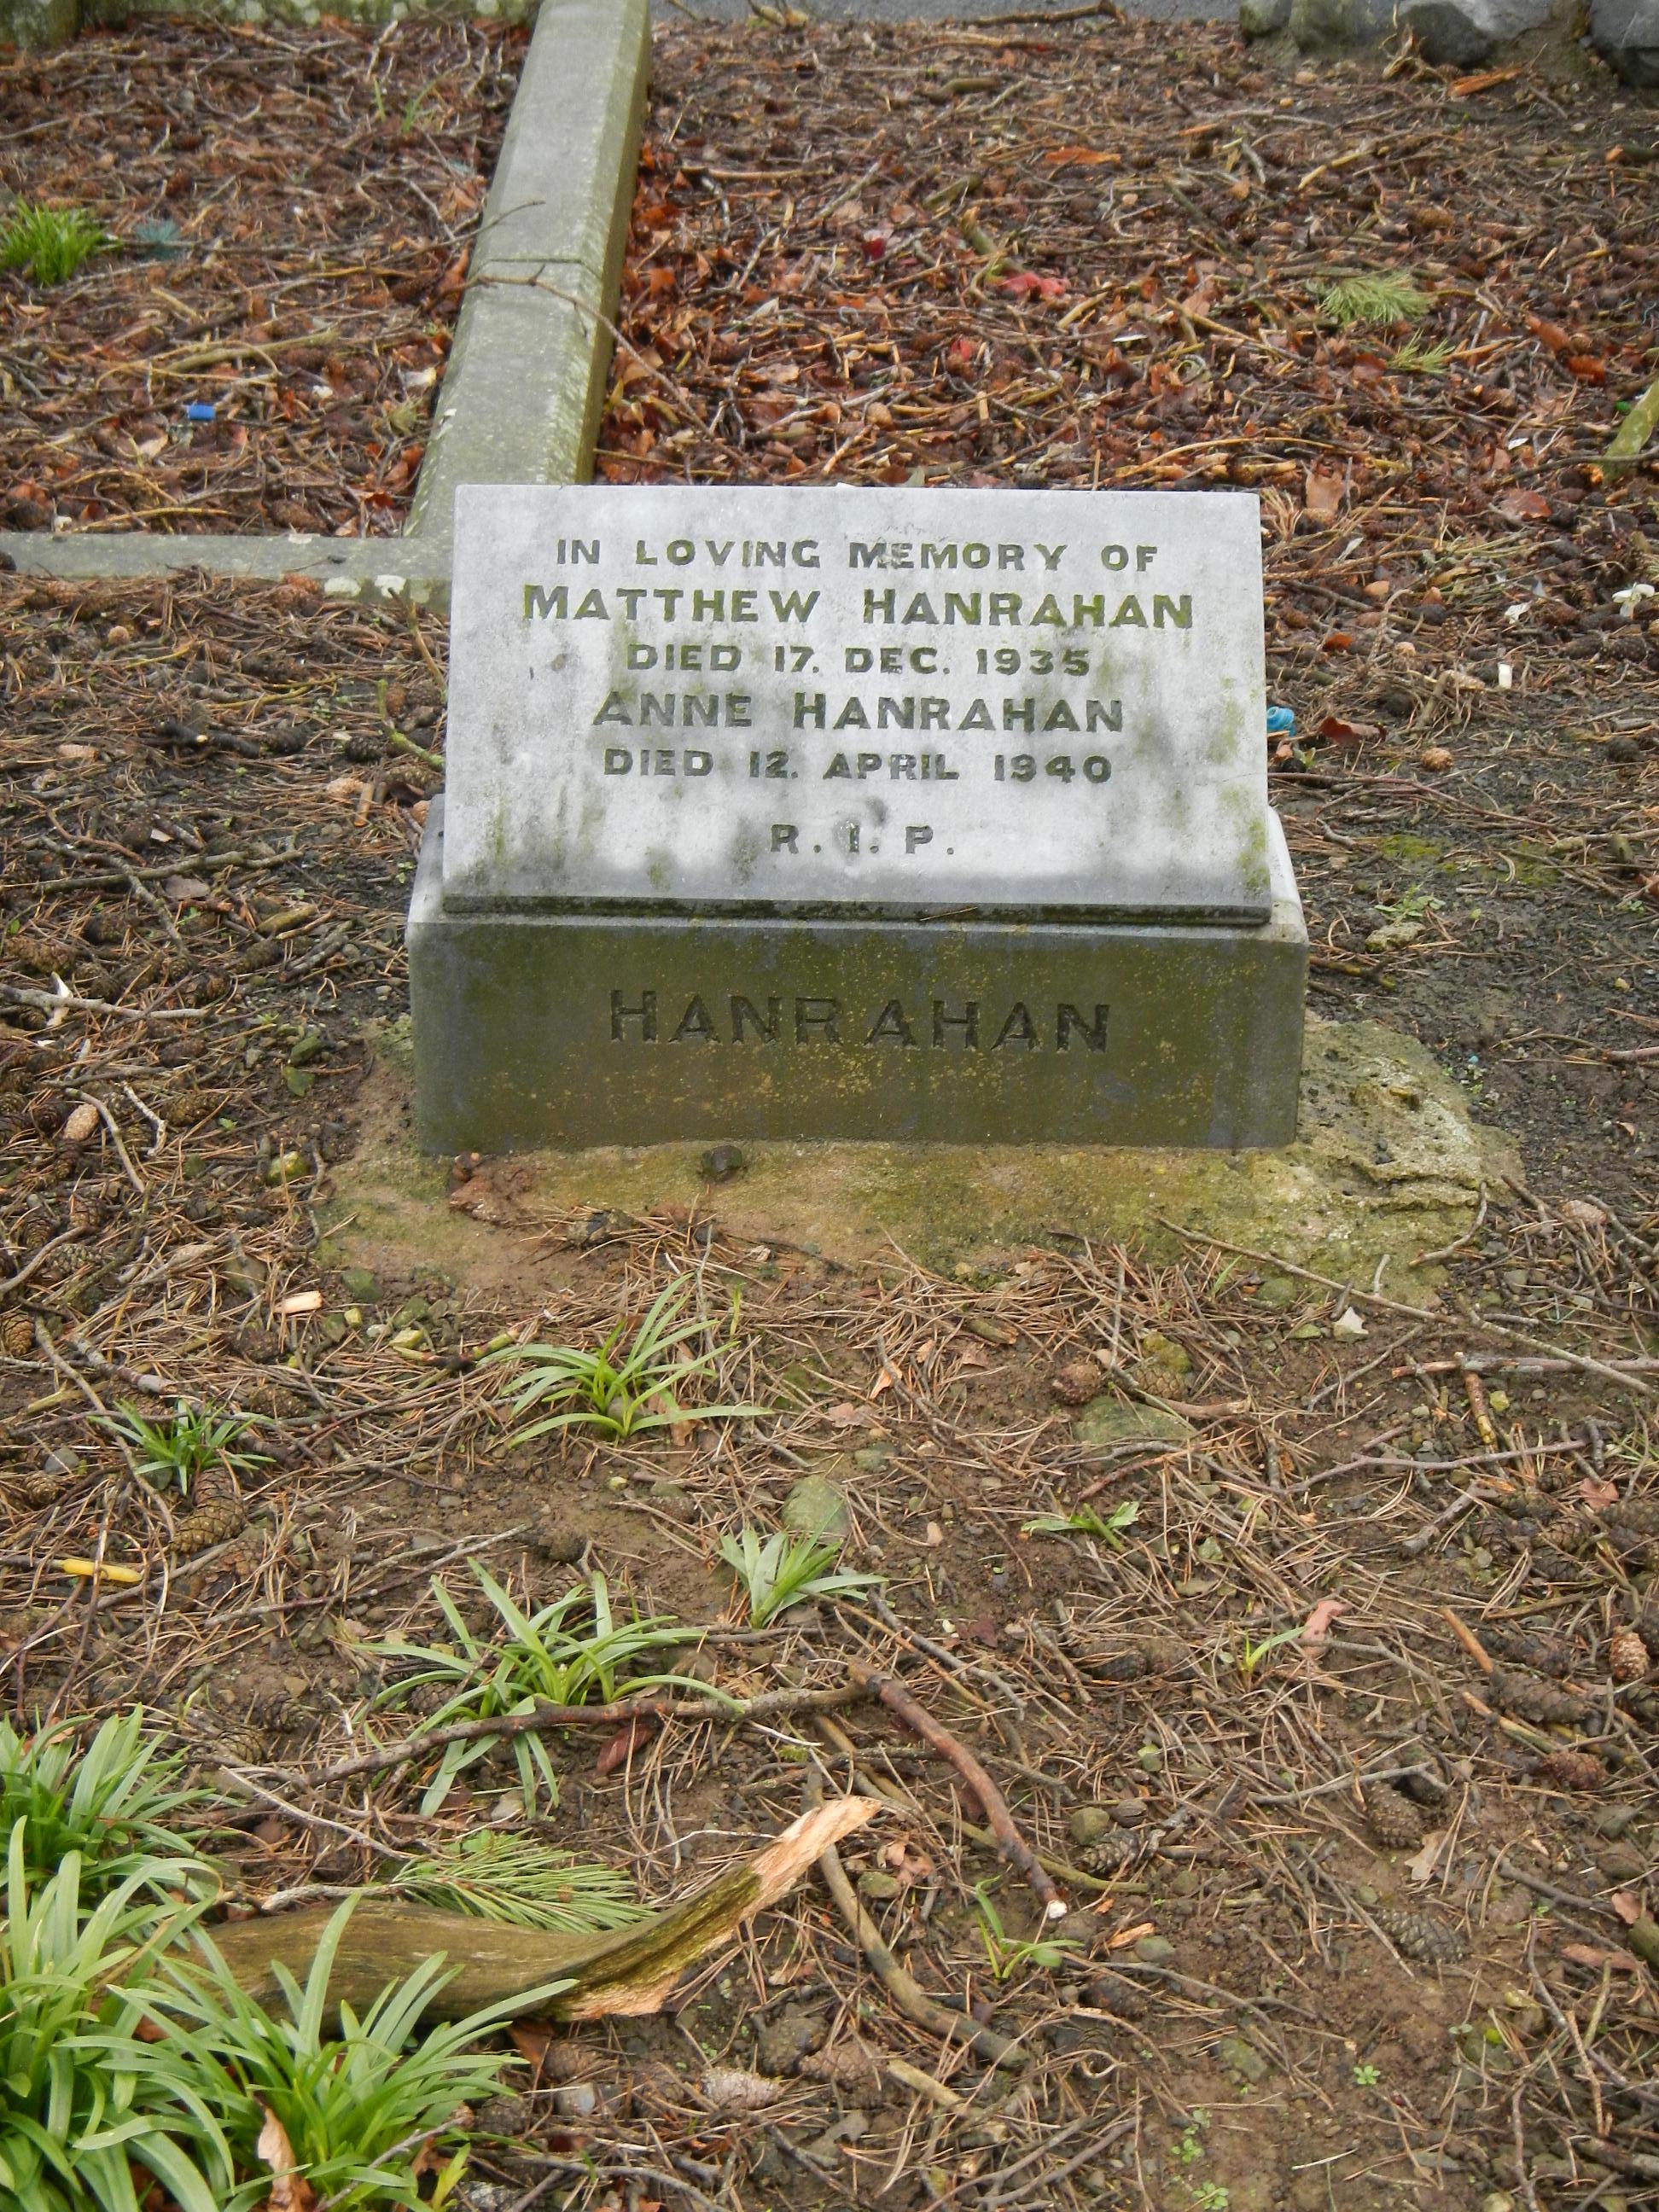 IN LOVING MEMORY OF
MATTHEW HANRAHAN
DIED 17. DEC. 1935
ANNE HANRAHAN
DIED 12. APRIL 1940
R. I. P.
HANRAHAN